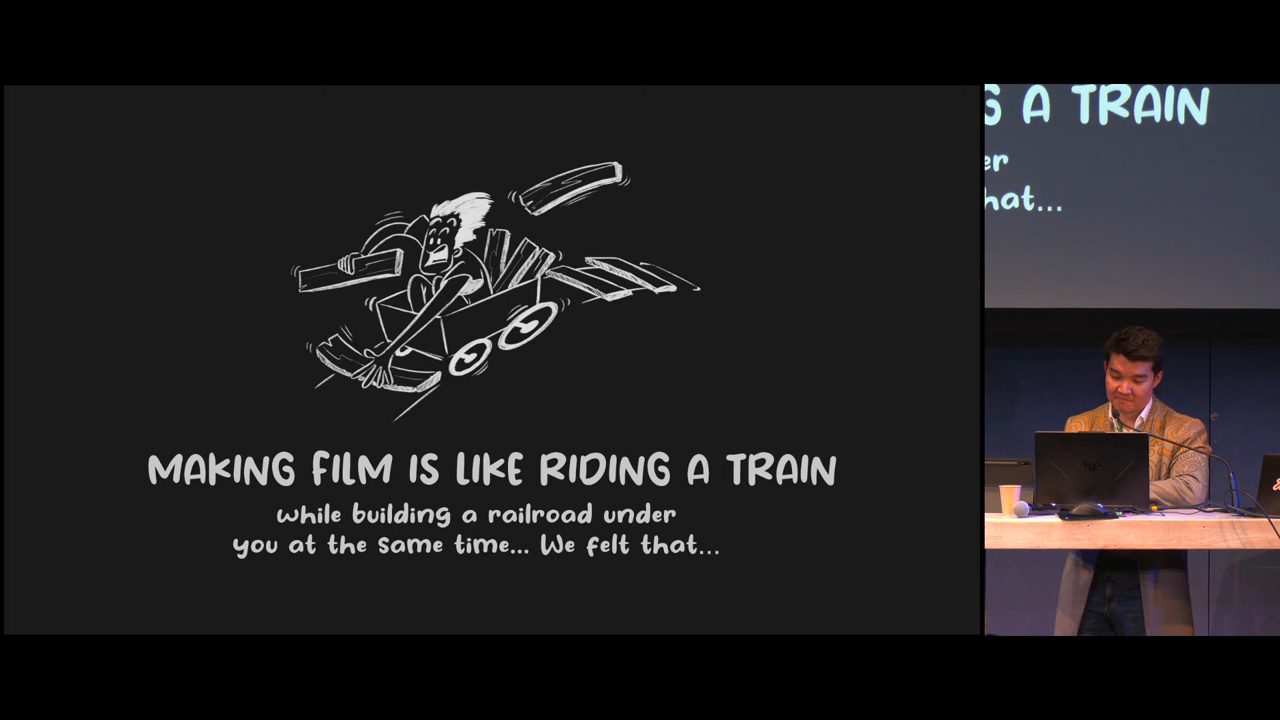 MAKING FILM IS LIKE RIDING A TRAIN
while building a railroad under
you at the same time... We felt that...
G A TRAIN
er
hat...